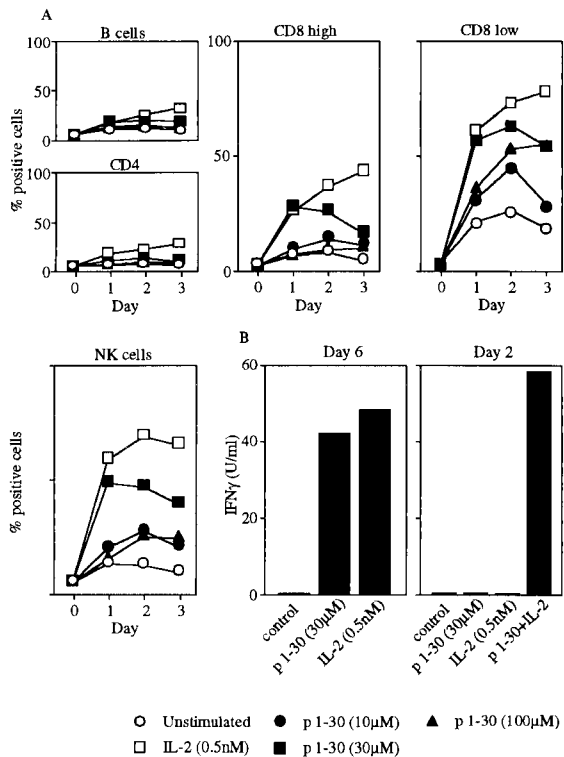 A
B cells
CD8 high
CD8 low
100
50
0
CD4
100
50
0
% positive cells
0 1 2 3
Day
100
50
0
0 1 2 3
Day
100
50
0
0 1 2 3
Day
NK cells
% positive cells
0 1 2 3
Day
B
Day 6
Day 2
60
40
20
0
IFNγ (U/ml)
control
p 1-30 (30μM)
IL-2 (0.5nM)
control
p 1-30 (30μM)
IL-2 (0.5nM)
p 1-30+IL-2
Unstimulated
p 1-30 (10μM)
p 1-30 (100μM)
IL-2 (0.5nM)
p 1-30 (30μM)